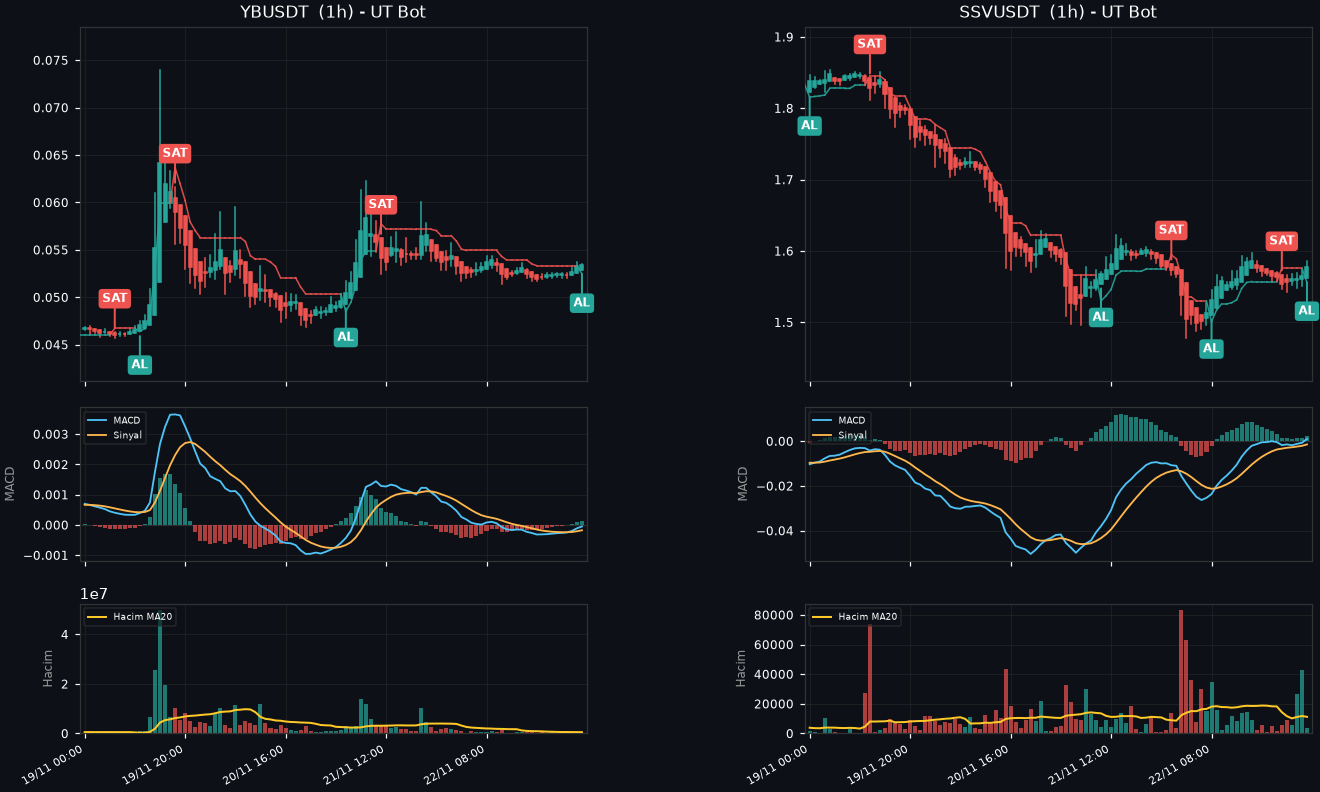 YBUSDT  (1h) - UT Bot
0.075
0.070
0.065
0.060
0.055
0.050
0.045
SAT
AL
SAT
AL
SAT
AL
MACD
Sinyal
0.003
0.002
0.001
0.000
−0.001
MACD
1e7
Hacim MA20
4
2
0
Hacim
19/11 00:00
19/11 20:00
20/11 16:00
21/11 12:00
22/11 08:00
SSVUSDT  (1h) - UT Bot
1.9
1.8
1.7
1.6
1.5
AL
SAT
AL
SAT
AL
SAT
AL
MACD
Sinyal
0.00
−0.02
−0.04
MACD
Hacim MA20
80000
60000
40000
20000
0
Hacim
19/11 00:00
19/11 20:00
20/11 16:00
21/11 12:00
22/11 08:00